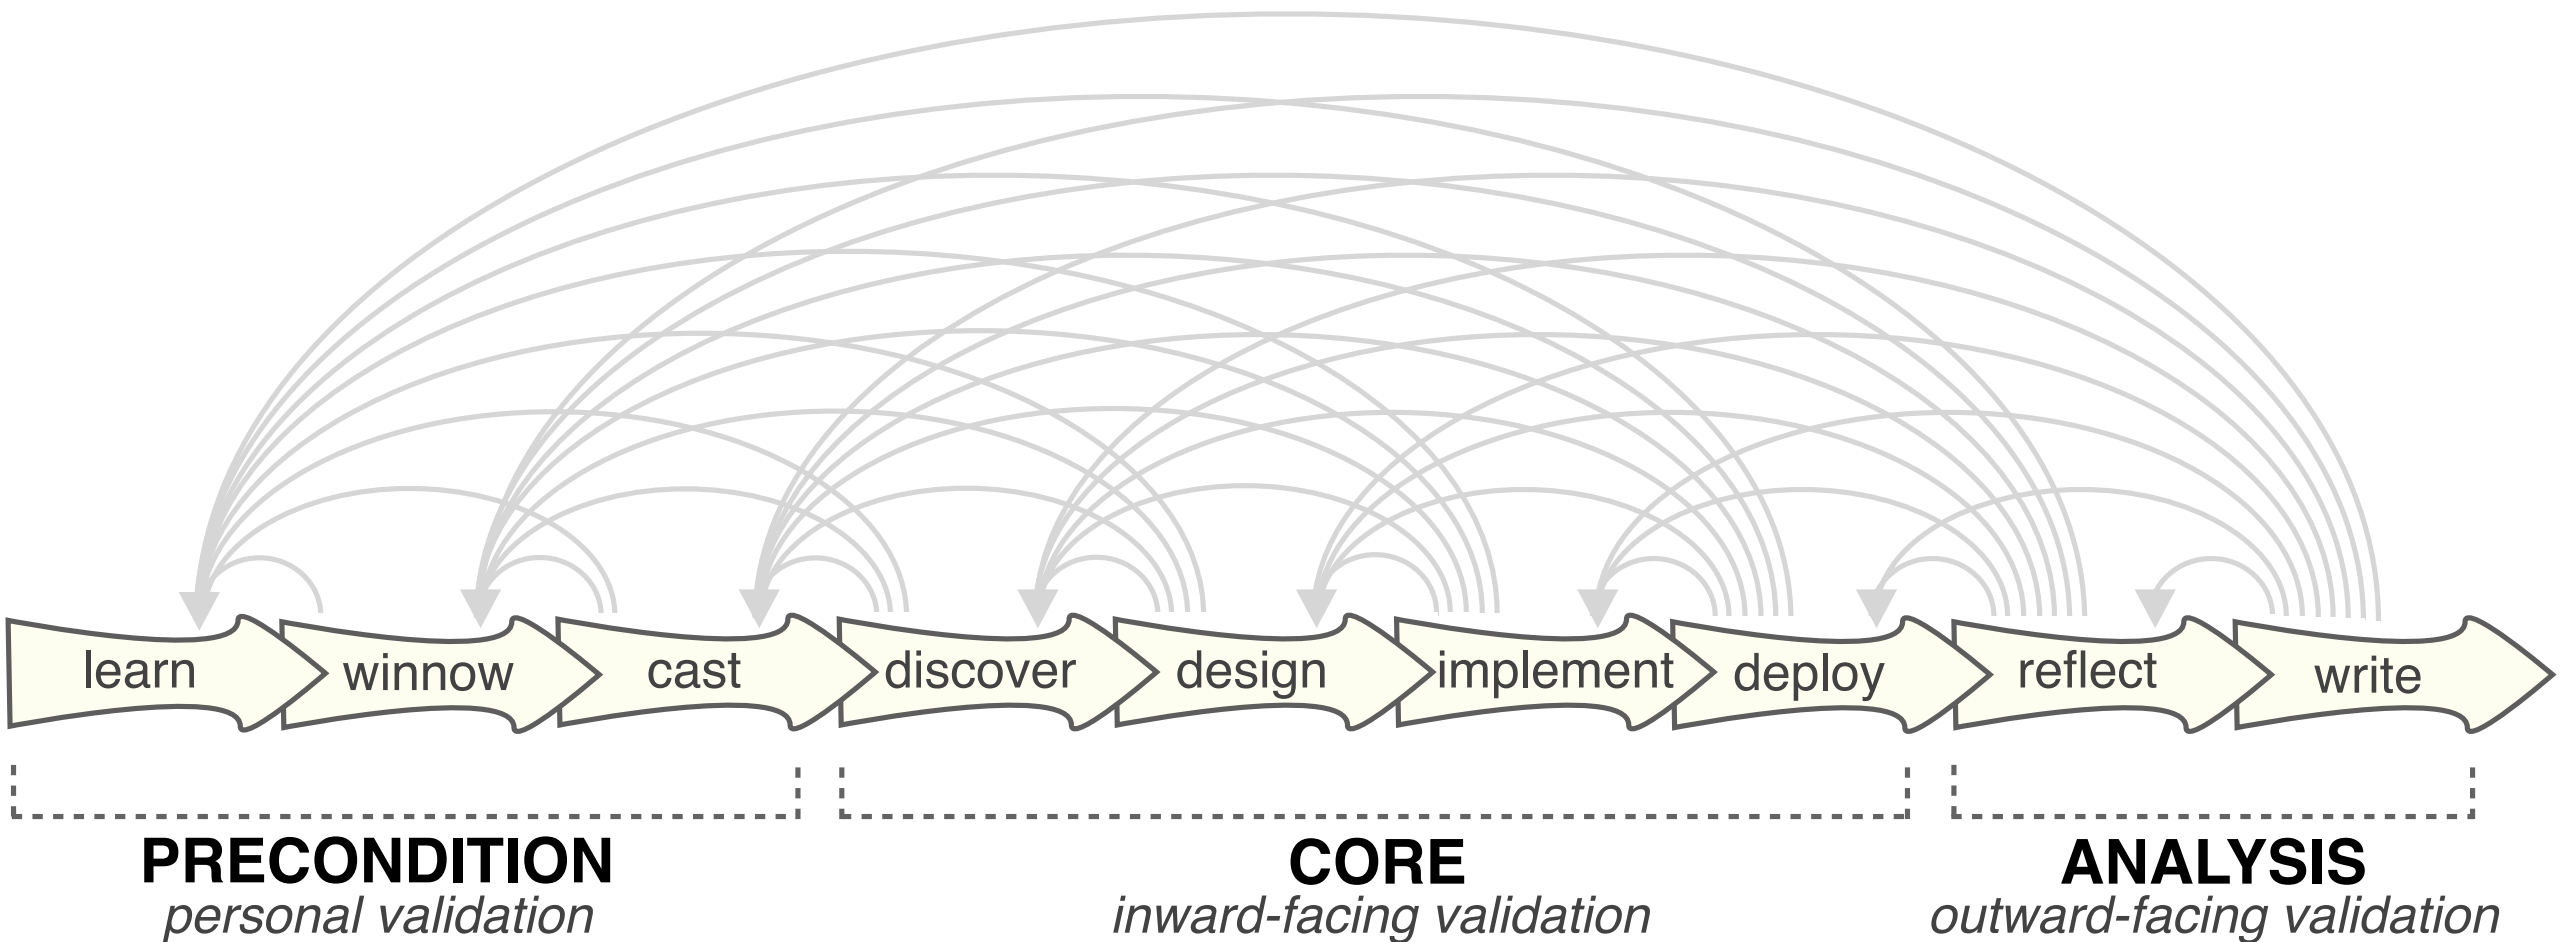 learn
winnow
cast
discover
design
implement
deploy
reflect
write
PRECONDITION
personal validation
CORE
inward-facing validation
ANALYSIS
outward-facing validation